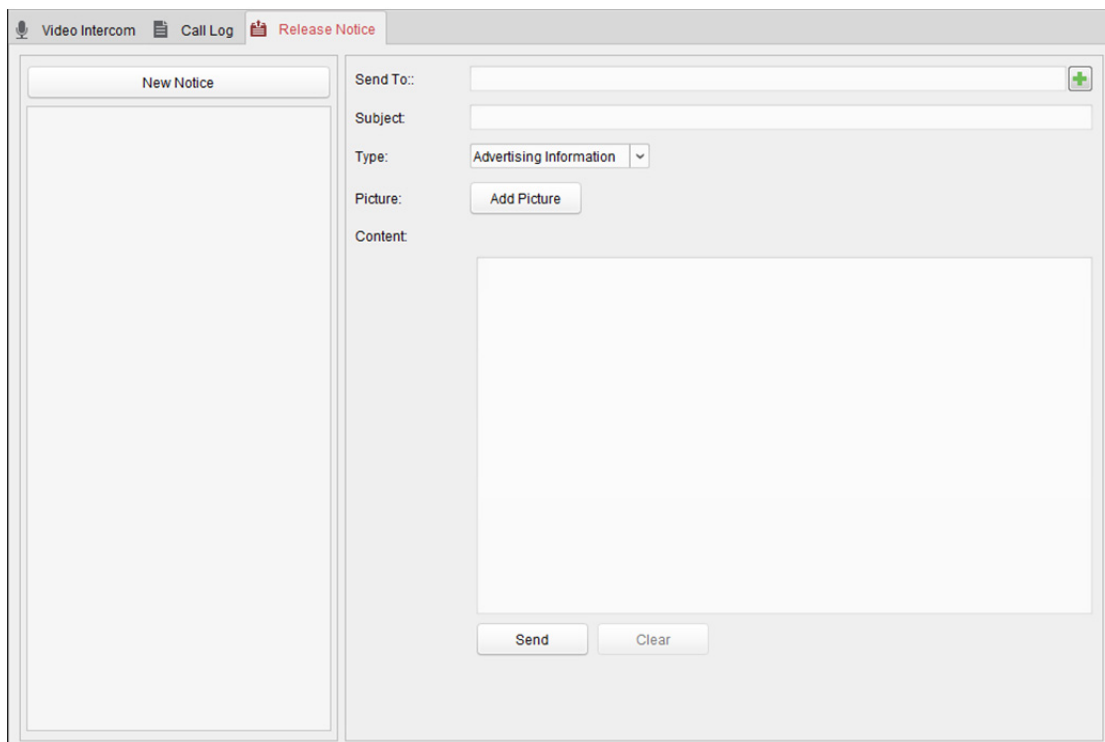 Video Intercom Call Log Release Notice
New Notice
Send To::
Subject:
Type: Advertising Information
Picture: Add Picture
Content:
Send Clear